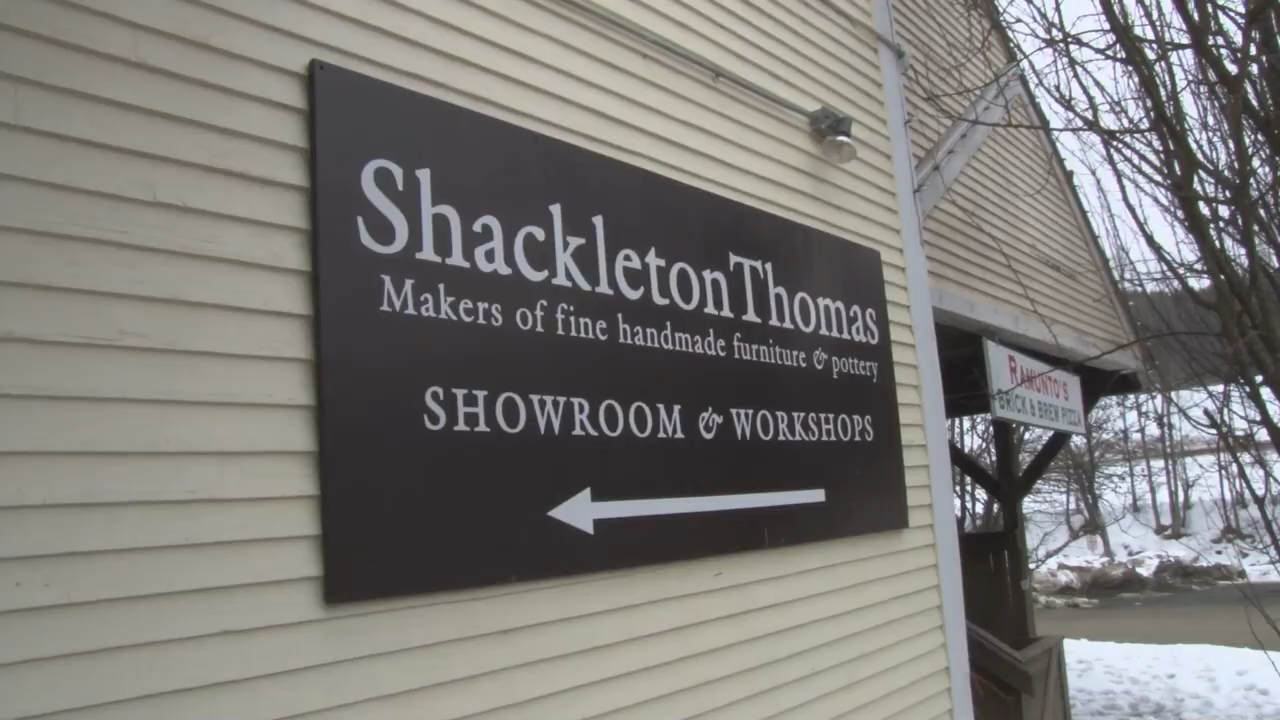 ShackletonThomas
Makers of fine handmade furniture & pottery
SHOWROOM & WORKSHOPS
RAMUNTO'S
BRICK & BREW PIZZA